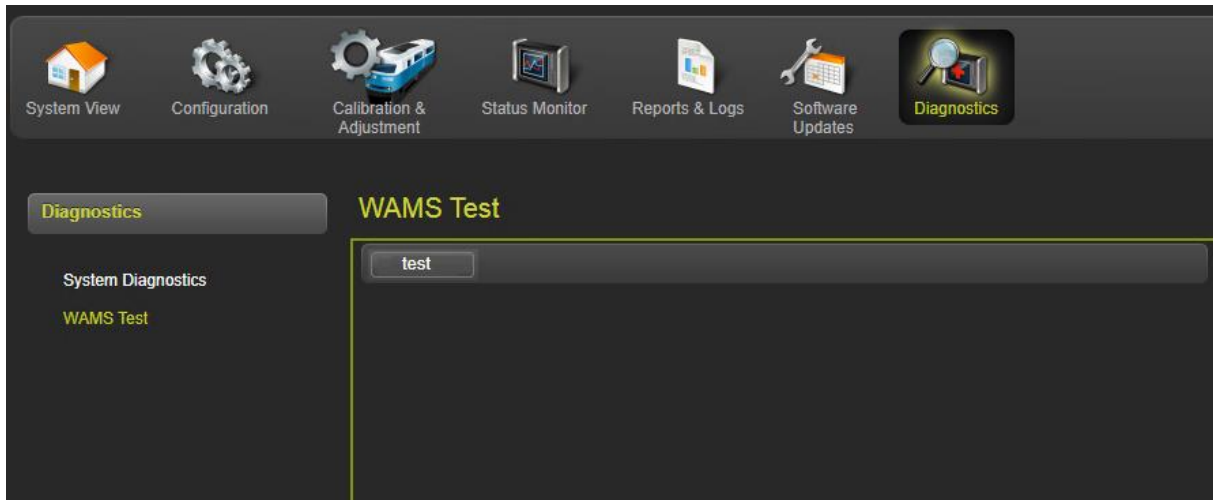 System View
Configuration
Calibration &
Adjustment
Status Monitor
Reports & Logs
Software
Updates
Diagnostics
Diagnostics
System Diagnostics
WAMS Test
WAMS Test
test